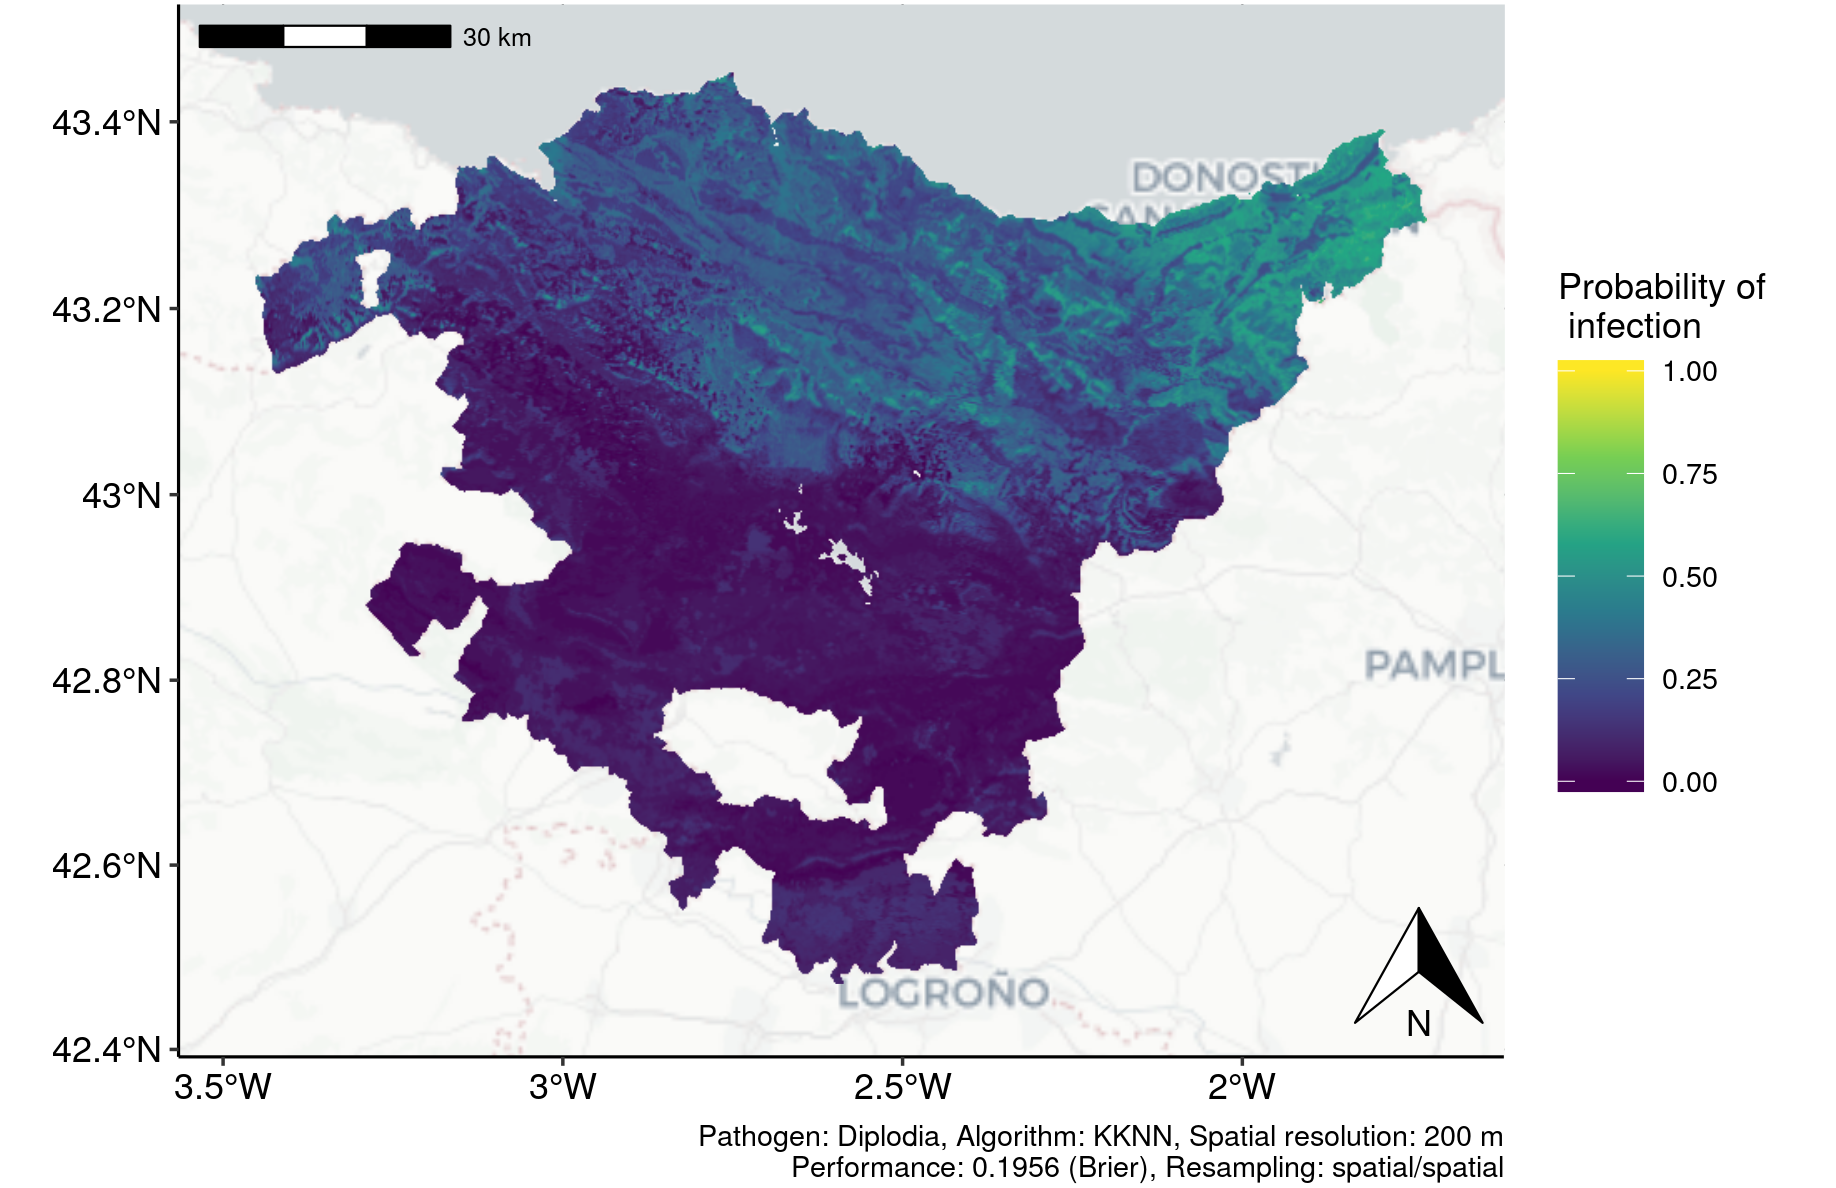 30 km
43.4°N
43.2°N
43°N
42.8°N
42.6°N
42.4°N
3.5°W
3°W
2.5°W
2°W
DONOSTI
SAN
PAMPL
LOGROÑO
N
Probability of
infection
1.00
0.75
0.50
0.25
0.00
Pathogen: Diplodia, Algorithm: KKNN, Spatial resolution: 200 m
Performance: 0.1956 (Brier), Resampling: spatial/spatial